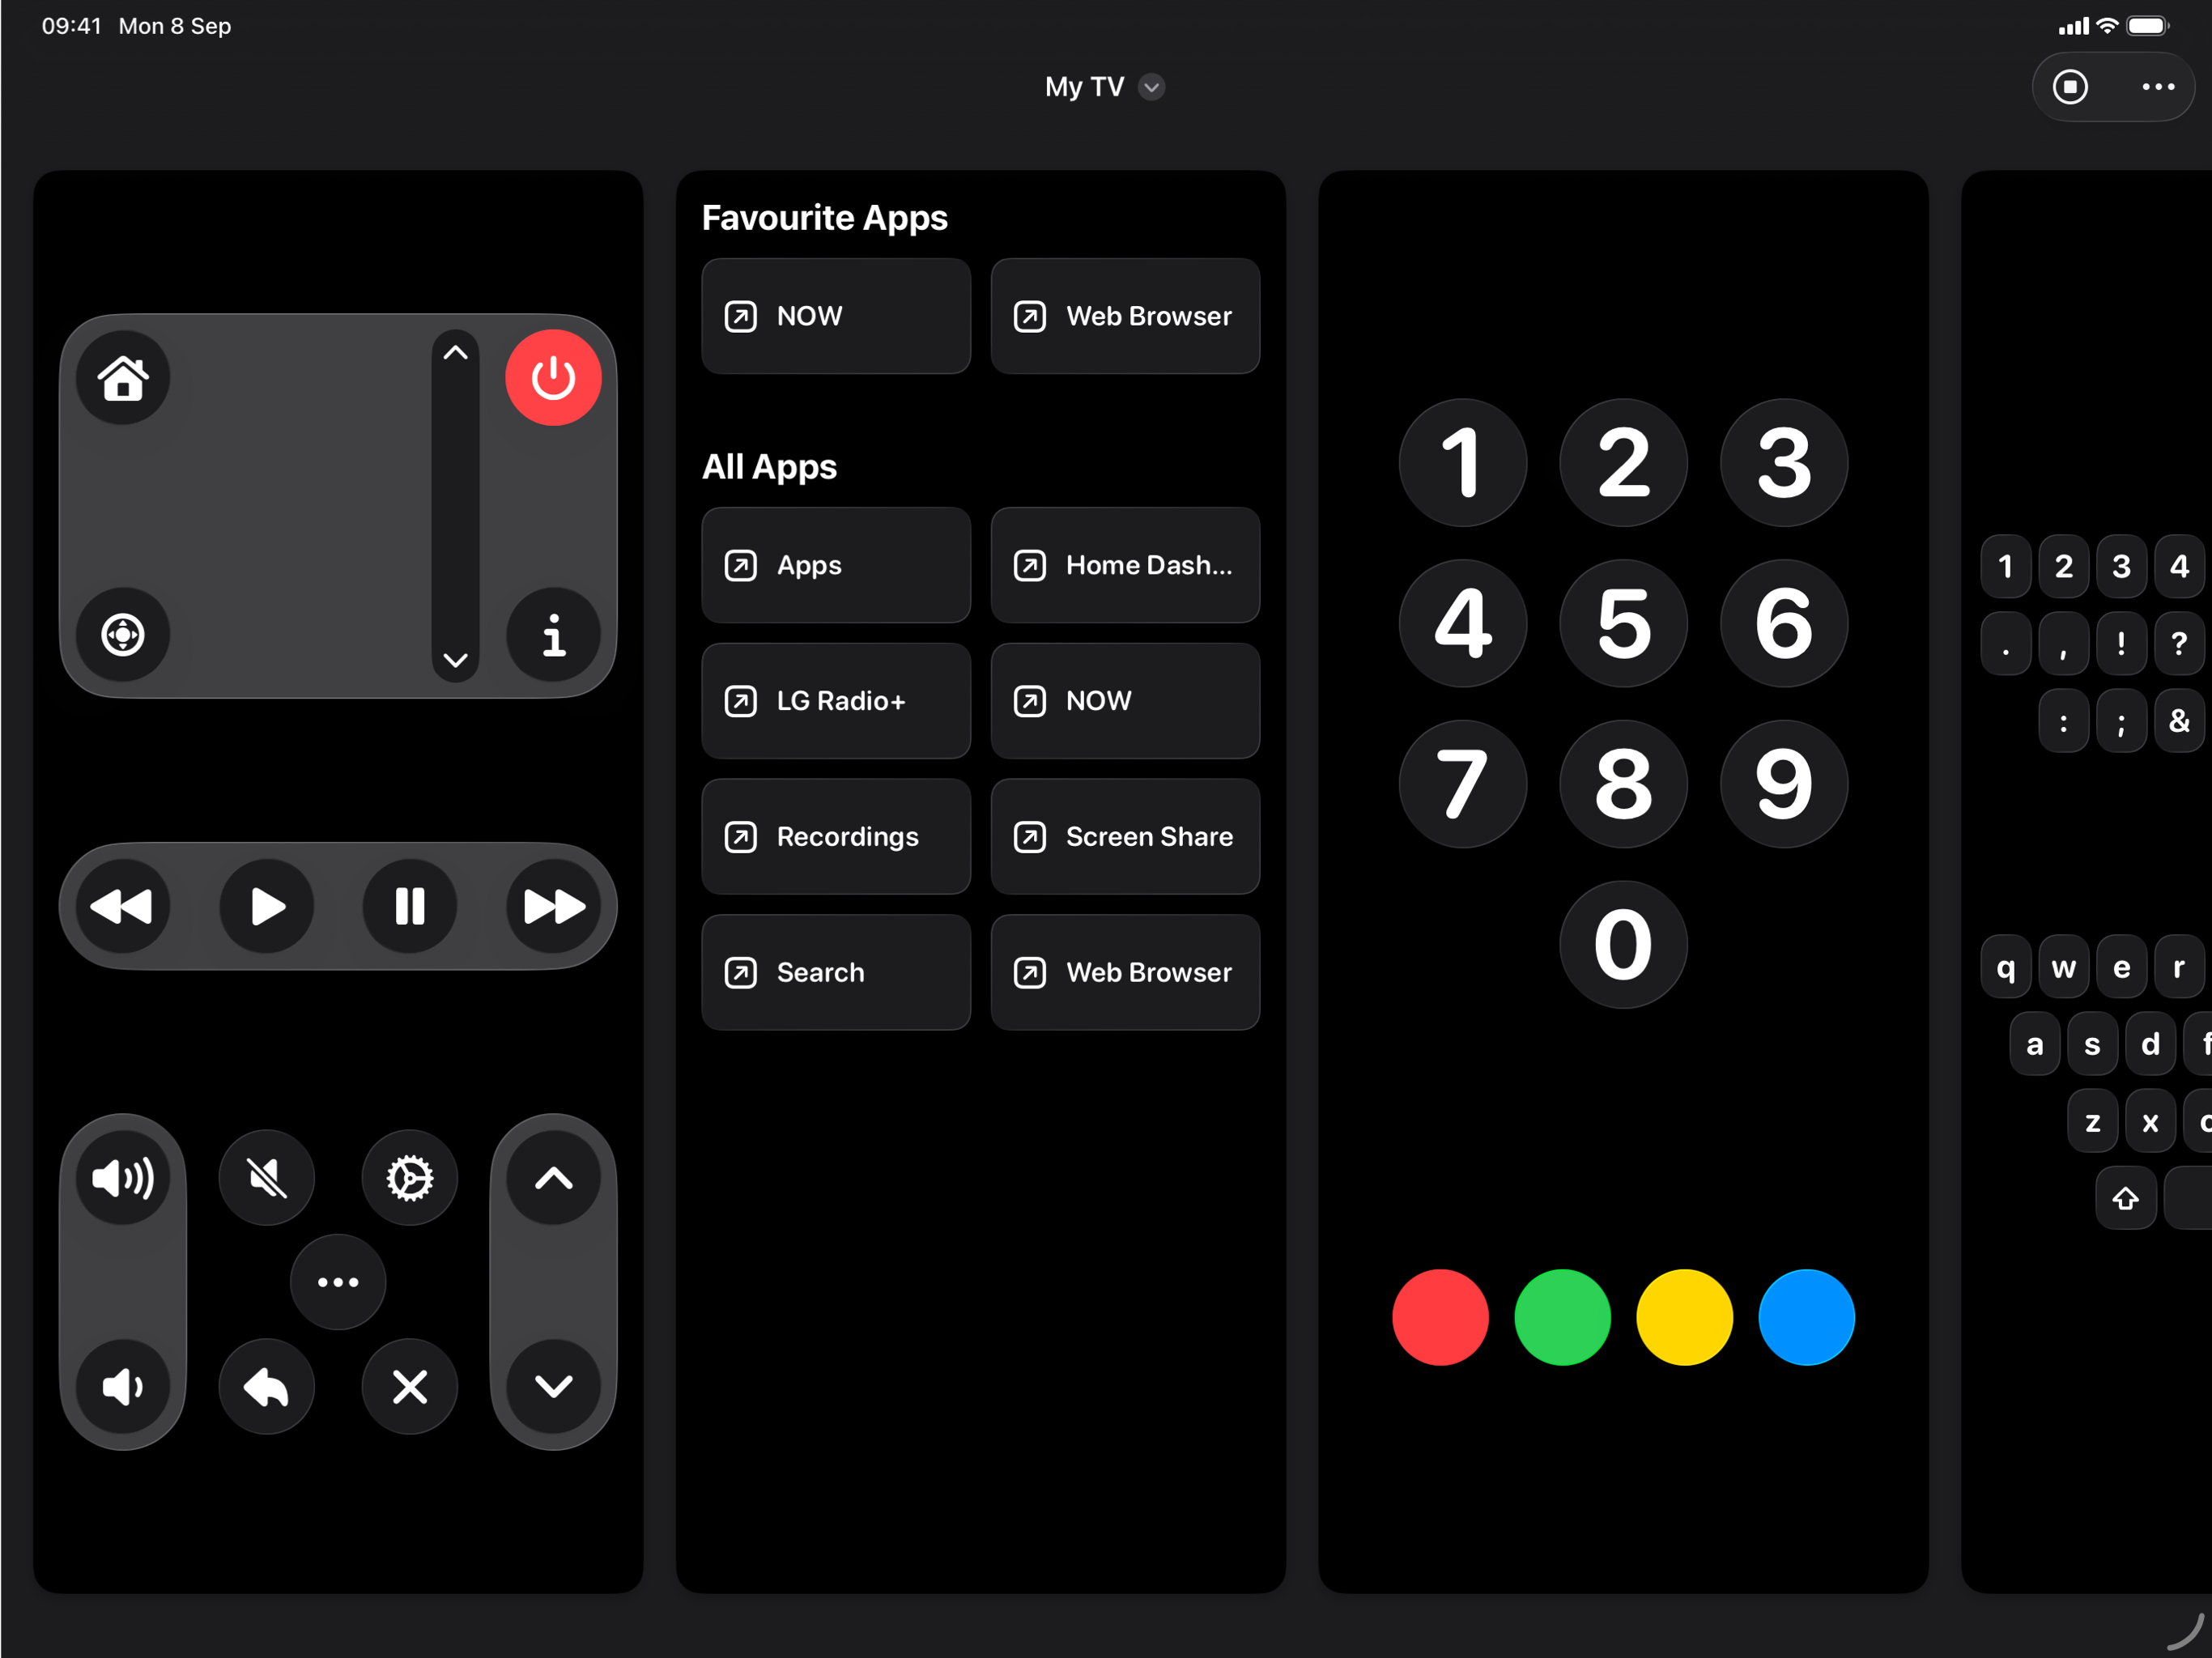 09:41 Mon 8 Sep
My TV
Favourite Apps
NOW
Web Browser
All Apps
Apps
Home Dash...
LG Radio+
NOW
Recordings
Screen Share
Search
Web Browser
1 2 3
4 5 6
7 8 9
0
1 2 3 4
. , ! ?
: ; &
q w e r
a s d f
z x